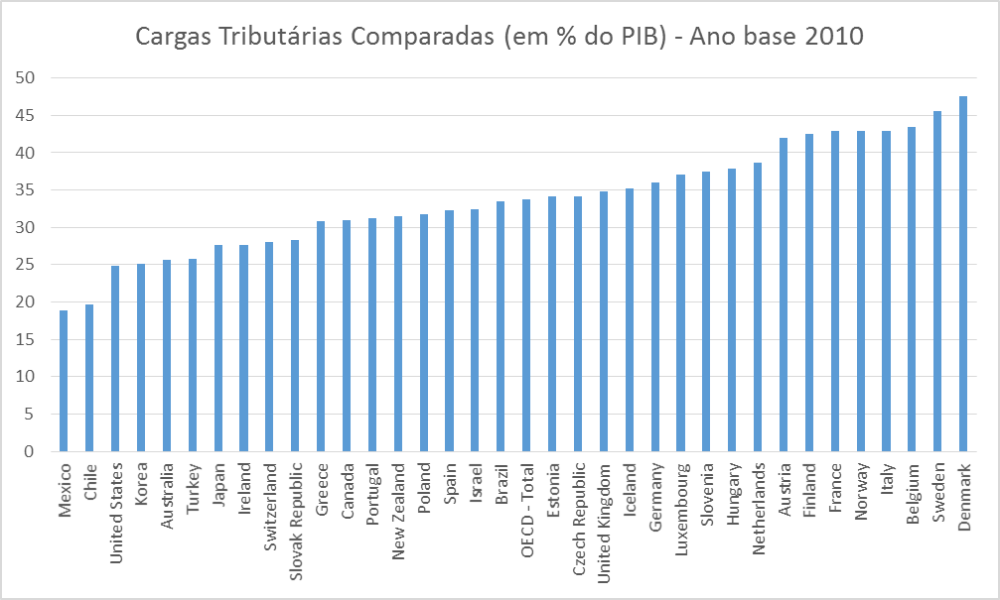 Cargas Tributárias Comparadas (em % do PIB) - Ano base 2010
50
45
40
35
30
25
20
15
10
5
0
Mexico
Chile
United States
Korea
Australia
Turkey
Japan
Ireland
Switzerland
Slovak Republic
Greece
Canada
Portugal
New Zealand
Poland
Spain
Israel
Brazil
OECD - Total
Estonia
Czech Republic
United Kingdom
Iceland
Germany
Luxembourg
Slovenia
Hungary
Netherlands
Austria
Finland
France
Norway
Italy
Belgium
Sweden
Denmark